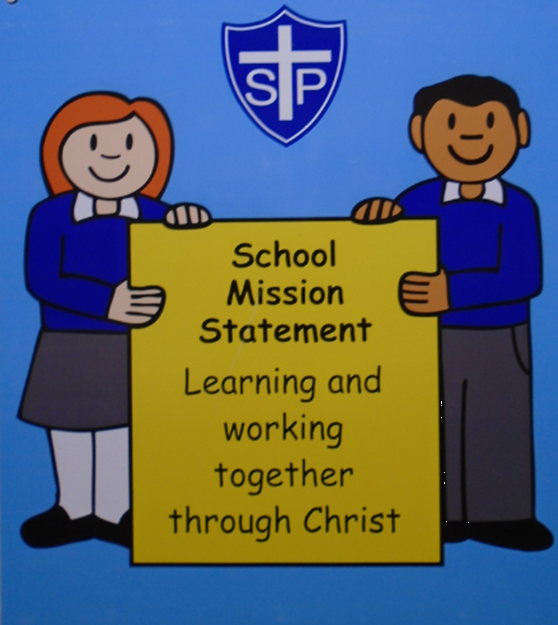 S P
School
Mission
Statement
Learning and
working
together
through Christ